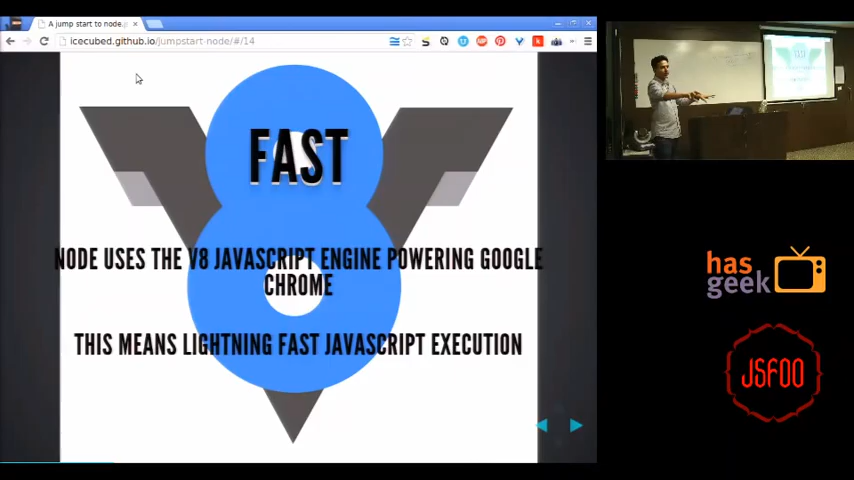 A jump start to node.
icecubed.github.io/jumpstart-node/#/14
FAST
NODE USES THE V8 JAVASCRIPT ENGINE POWERING GOOGLE
CHROME
THIS MEANS LIGHTNING FAST JAVASCRIPT EXECUTION
has
geek
JSFOO